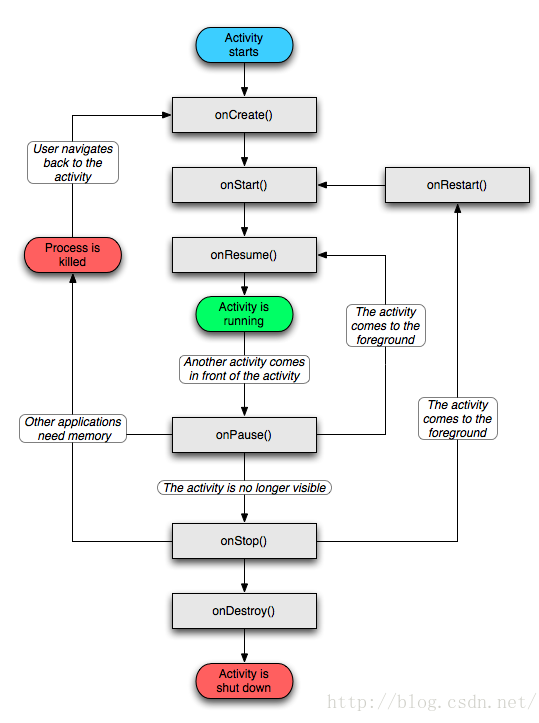 Activity
starts
onCreate()
User navigates
back to the
activity
onStart()
onRestart()
Process is
killed
onResume()
Activity is
running
The activity
comes to the
foreground
Another activity comes
in front of the activity
The activity
comes to the
foreground
Other applications
need memory
onPause()
The activity is no longer visible
onStop()
onDestroy()
Activity is
shut down
http://blog.csdn.net/